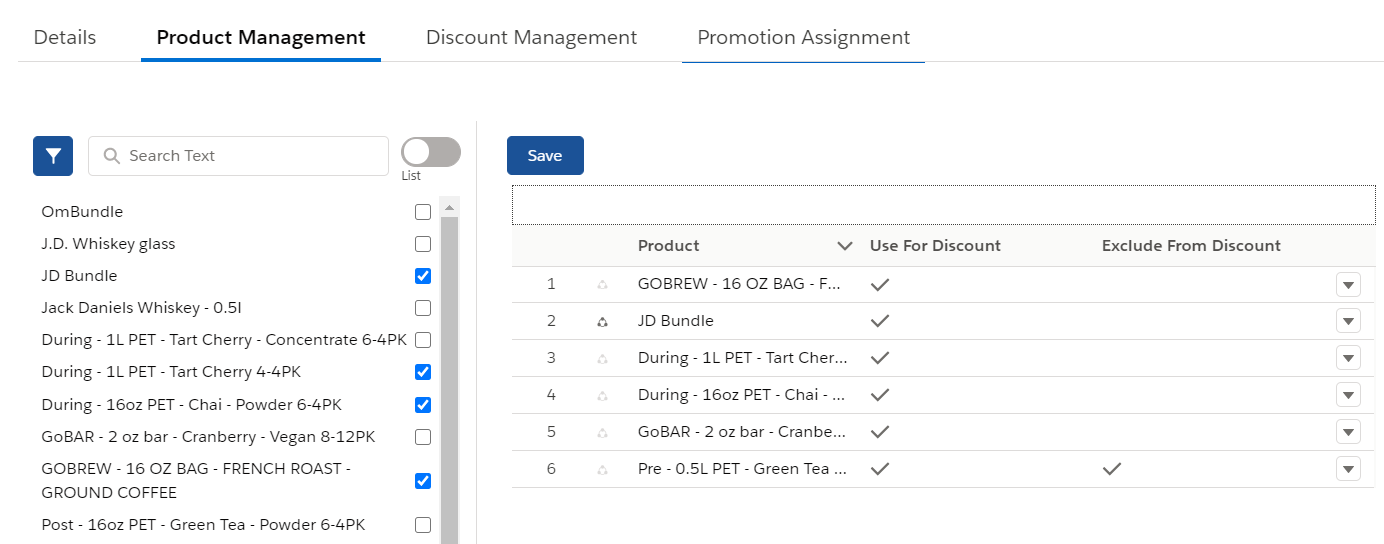 Details Product Management Discount Management Promotion Assignment
Search Text
List
Save
OmBundle
J.D. Whiskey glass
JD Bundle
Jack Daniels Whiskey - 0.5l
During - 1L PET - Tart Cherry - Concentrate 6-4PK
During - 1L PET - Tart Cherry 4-4PK
During - 16oz PET - Chai - Powder 6-4PK
GoBAR - 2 oz bar - Cranberry - Vegan 8-12PK
GOBREW - 16 OZ BAG - FRENCH ROAST -
GROUND COFFEE
Post - 16oz PET - Green Tea - Powder 6-4PK
Product Use For Discount Exclude From Discount
1 GOBREW - 16 OZ BAG - F...
2 JD Bundle
3 During - 1L PET - Tart Cher...
4 During - 16oz PET - Chai - ...
5 GoBAR - 2 oz bar - Cranbe...
6 Pre - 0.5L PET - Green Tea ...